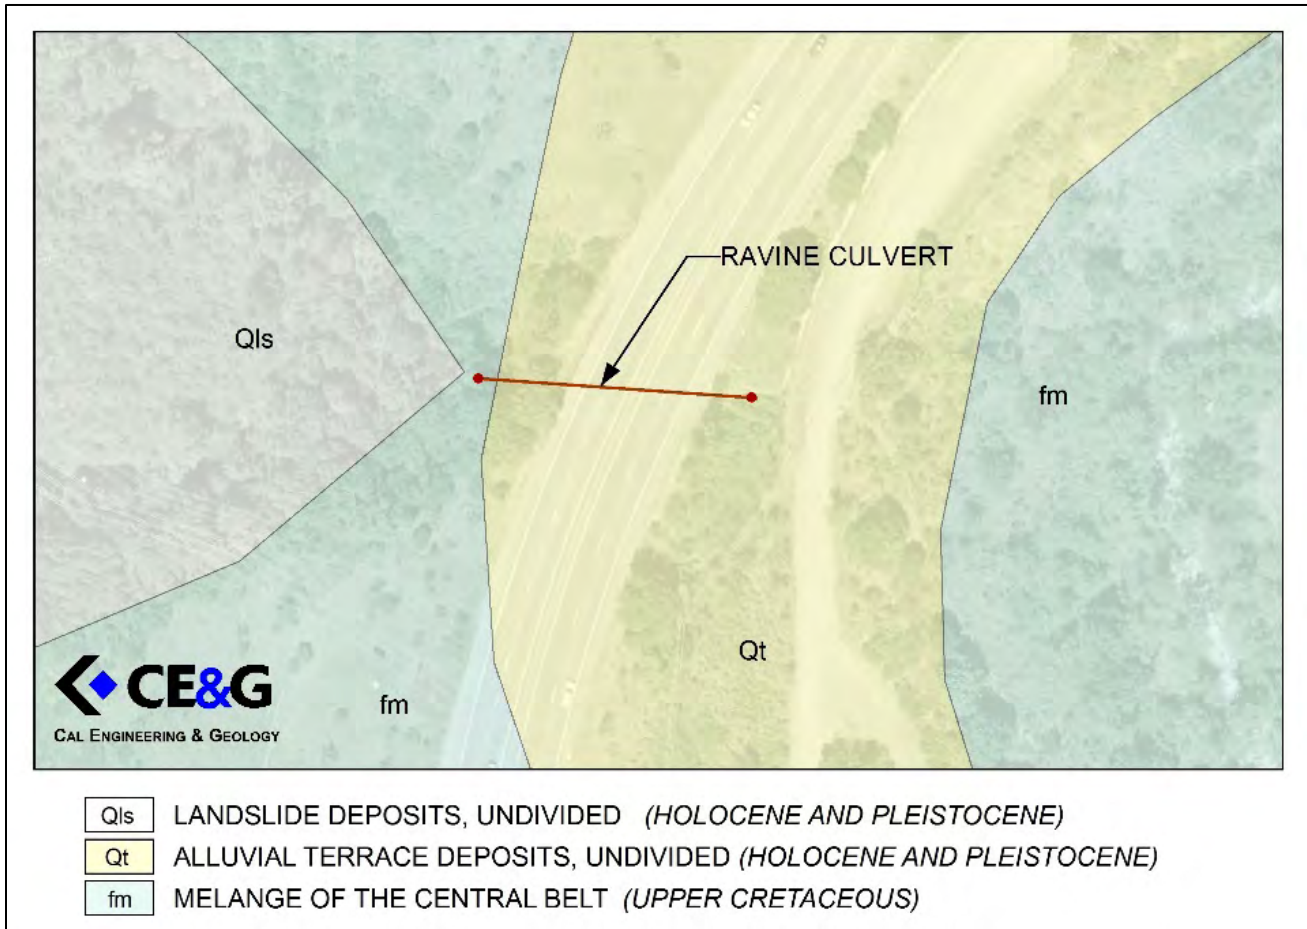 RAVINE CULVERT
Qls
fm
Qt
fm
CE&G
CAL ENGINEERING & GEOLOGY
Qls LANDSLIDE DEPOSITS, UNDIVIDED (HOLOCENE AND PLEISTOCENE)
Qt ALLUVIAL TERRACE DEPOSITS, UNDIVIDED (HOLOCENE AND PLEISTOCENE)
fm MELANGE OF THE CENTRAL BELT (UPPER CRETACEOUS)